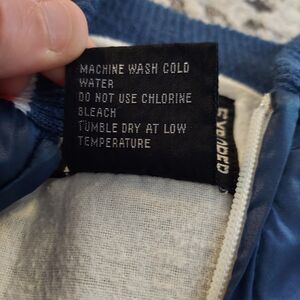 MACHINE WASH COLD
WATER
DO NOT USE CHLORINE
BLEACH
TUMBLE DRY AT LOW
TEMPERATURE